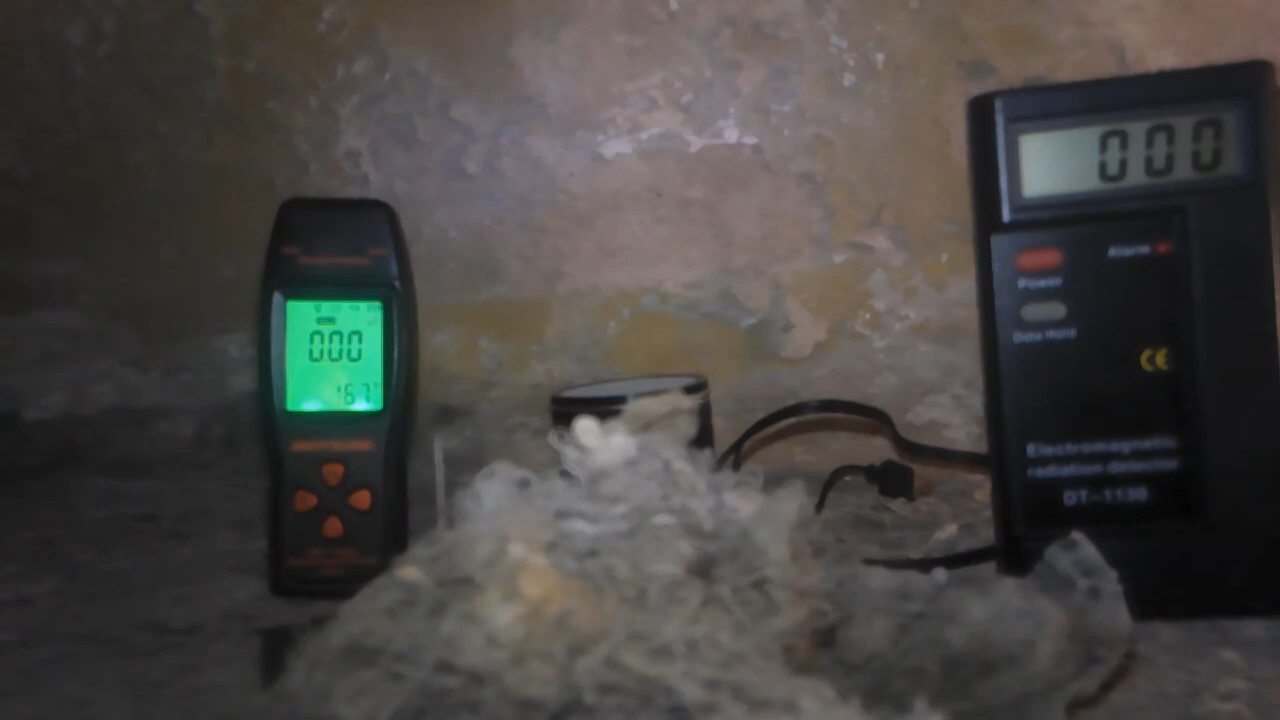 0.00
16.7
000
Power
Alarm
Data Hold
CE
Electromagnetic
radiation detector
DT-1130